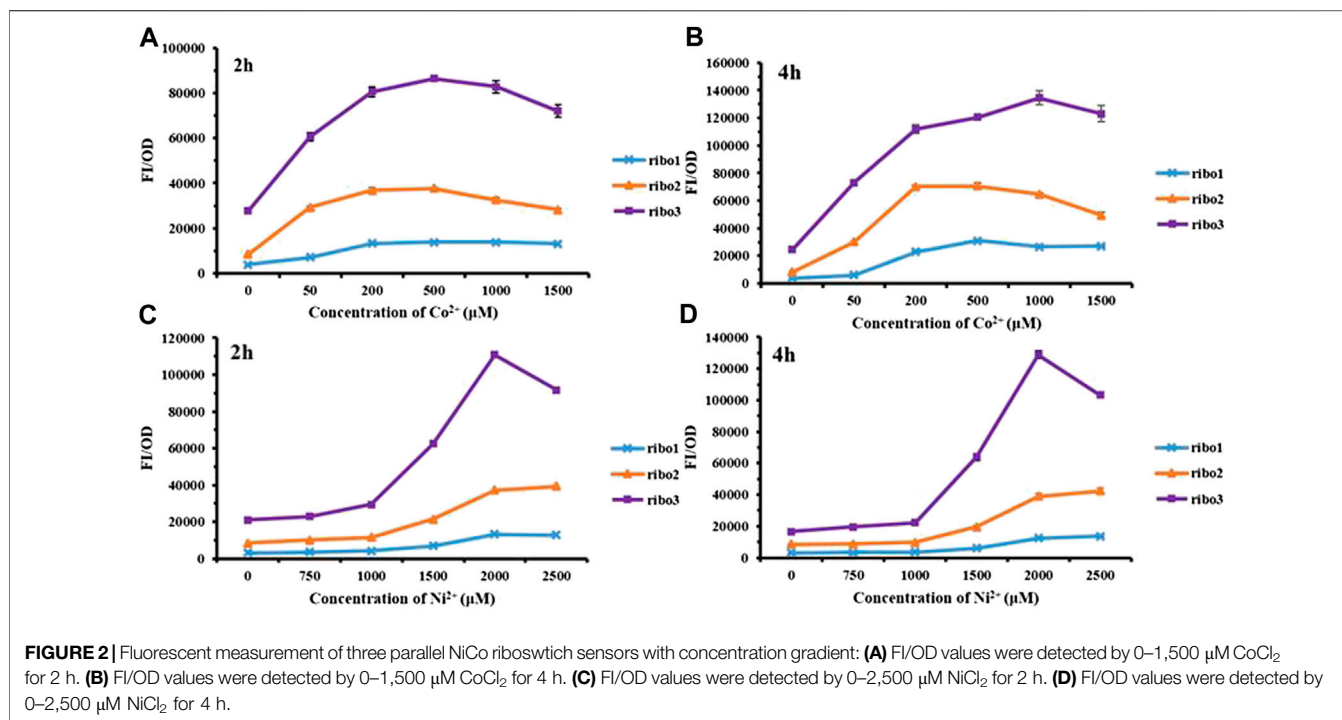 A
2h
FI/OD
100000
80000
60000
40000
20000
0
0 50 200 500 1000 1500
Concentration of Co²⁺ (μM)
ribo1
ribo2
ribo3
B
4h
FI/OD
160000
140000
120000
100000
80000
60000
40000
20000
0
0 50 200 500 1000 1500
Concentration of Co²⁺ (μM)
ribo1
ribo2
ribo3
C
2h
FI/OD
120000
100000
80000
60000
40000
20000
0
0 750 1000 1500 2000 2500
Concentration of Ni²⁺ (μM)
ribo1
ribo2
ribo3
D
4h
FI/OD
140000
120000
100000
80000
60000
40000
20000
0
0 750 1000 1500 2000 2500
Concentration of Ni²⁺ (μM)
ribo1
ribo2
ribo3
FIGURE 2 | Fluorescent measurement of three parallel NiCo riboswtich sensors with concentration gradient: (A) FI/OD values were detected by 0–1,500 μM CoCl₂
for 2 h. (B) FI/OD values were detected by 0–1,500 μM CoCl₂ for 4 h. (C) FI/OD values were detected by 0–2,500 μM NiCl₂ for 2 h. (D) FI/OD values were detected by
0–2,500 μM NiCl₂ for 4 h.